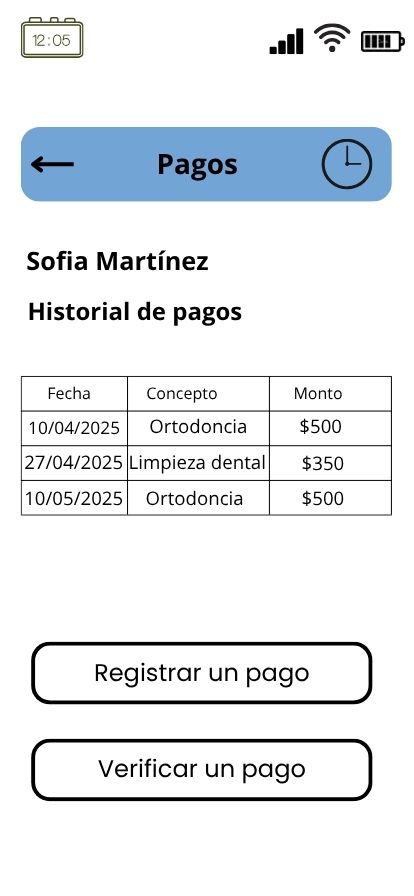 12:05
Pagos
Sofia Martínez
Historial de pagos
Fecha Concepto Monto
10/04/2025 Ortodoncia $500
27/04/2025 Limpieza dental $350
10/05/2025 Ortodoncia $500
Registrar un pago
Verificar un pago